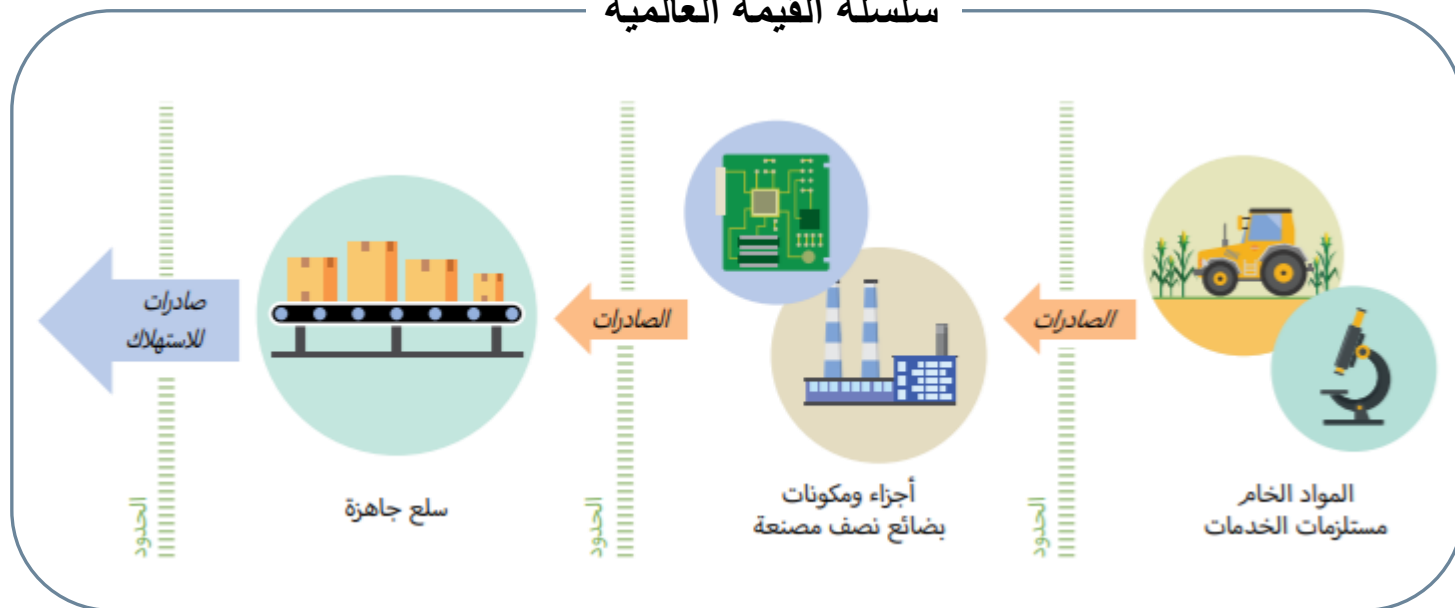 سلسلة القيمة العالمية
المواد الخام
مستلزمات الخدمات
الحدود
الصادرات
أجزاء ومكونات
بضائع نصف مصنعة
الحدود
الصادرات
سلع جاهزة
الحدود
صادرات
للاستهلاك